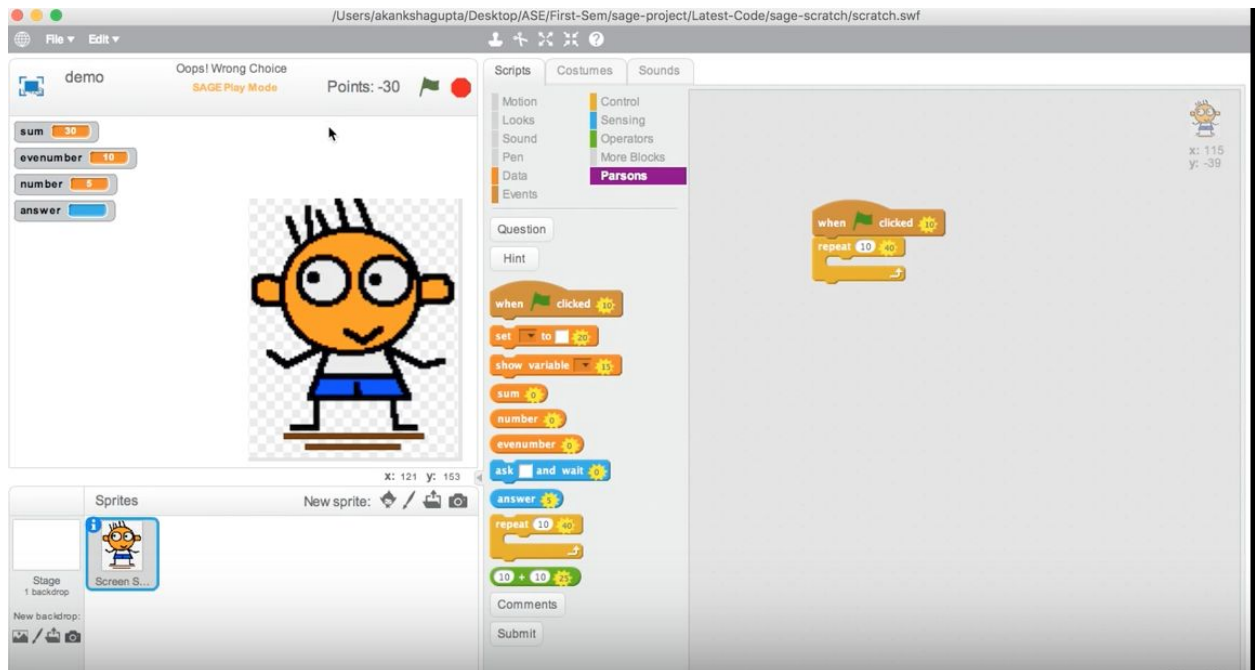 /Users/akankshagupta/Desktop/ASE/First-Sem/sage-project/Latest-Code/sage-scratch/scratch.swf
File Edit
demo
Oops! Wrong Choice
SAGE Play Mode
Points: -30
sum 30
evenumber 10
number 5
answer
X: 121 y: 153
Sprites
New sprite:
Stage
1 backdrop
New backdrop:
Screen S...
Scripts Costumes Sounds
Motion
Looks
Sound
Pen
Data
Events
Control
Sensing
Operators
More Blocks
Parsons
Question
Hint
when clicked 10
set to 20
show variable 15
sum 0
number 0
evenumber 0
ask and wait 0
answer 5
repeat 10 40
10 + 10 25
Comments
Submit
when clicked 10
repeat 10 40
x: 115
y: -39